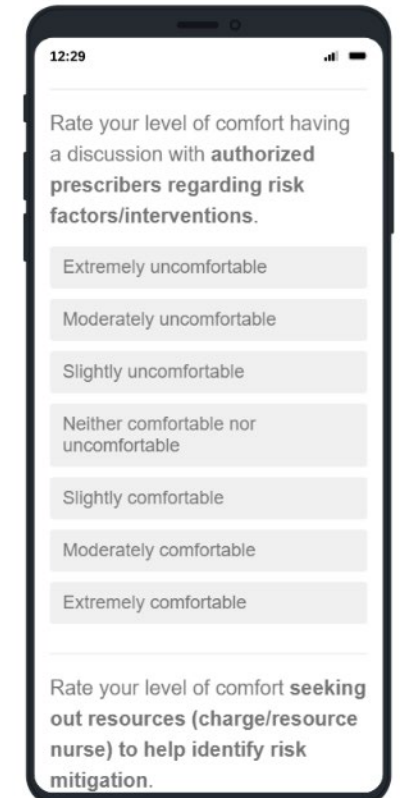 12:29
Rate your level of comfort having
a discussion with authorized
prescribers regarding risk
factors/interventions.
Extremely uncomfortable
Moderately uncomfortable
Slightly uncomfortable
Neither comfortable nor
uncomfortable
Slightly comfortable
Moderately comfortable
Extremely comfortable
Rate your level of comfort seeking
out resources (charge/resource
nurse) to help identify risk
mitigation.